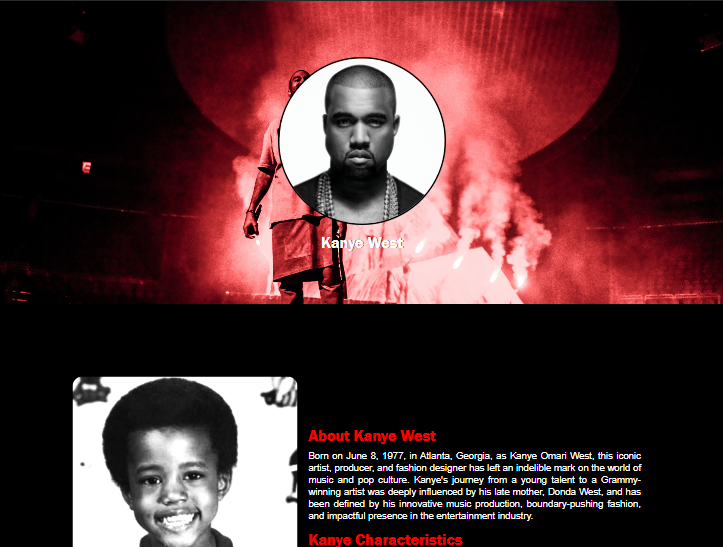 Kanye West
About Kanye West
Born on June 8, 1977, in Atlanta, Georgia, as Kanye Omari West, this iconic
artist, producer, and fashion designer has left an indelible mark on the world of
music and pop culture. Kanye's journey from a young talent to a Grammy-
winning artist was deeply influenced by his late mother, Donda West, and has
been defined by his innovative music production, boundary-pushing fashion,
and impactful presence in the entertainment industry.
Kanye Characteristics